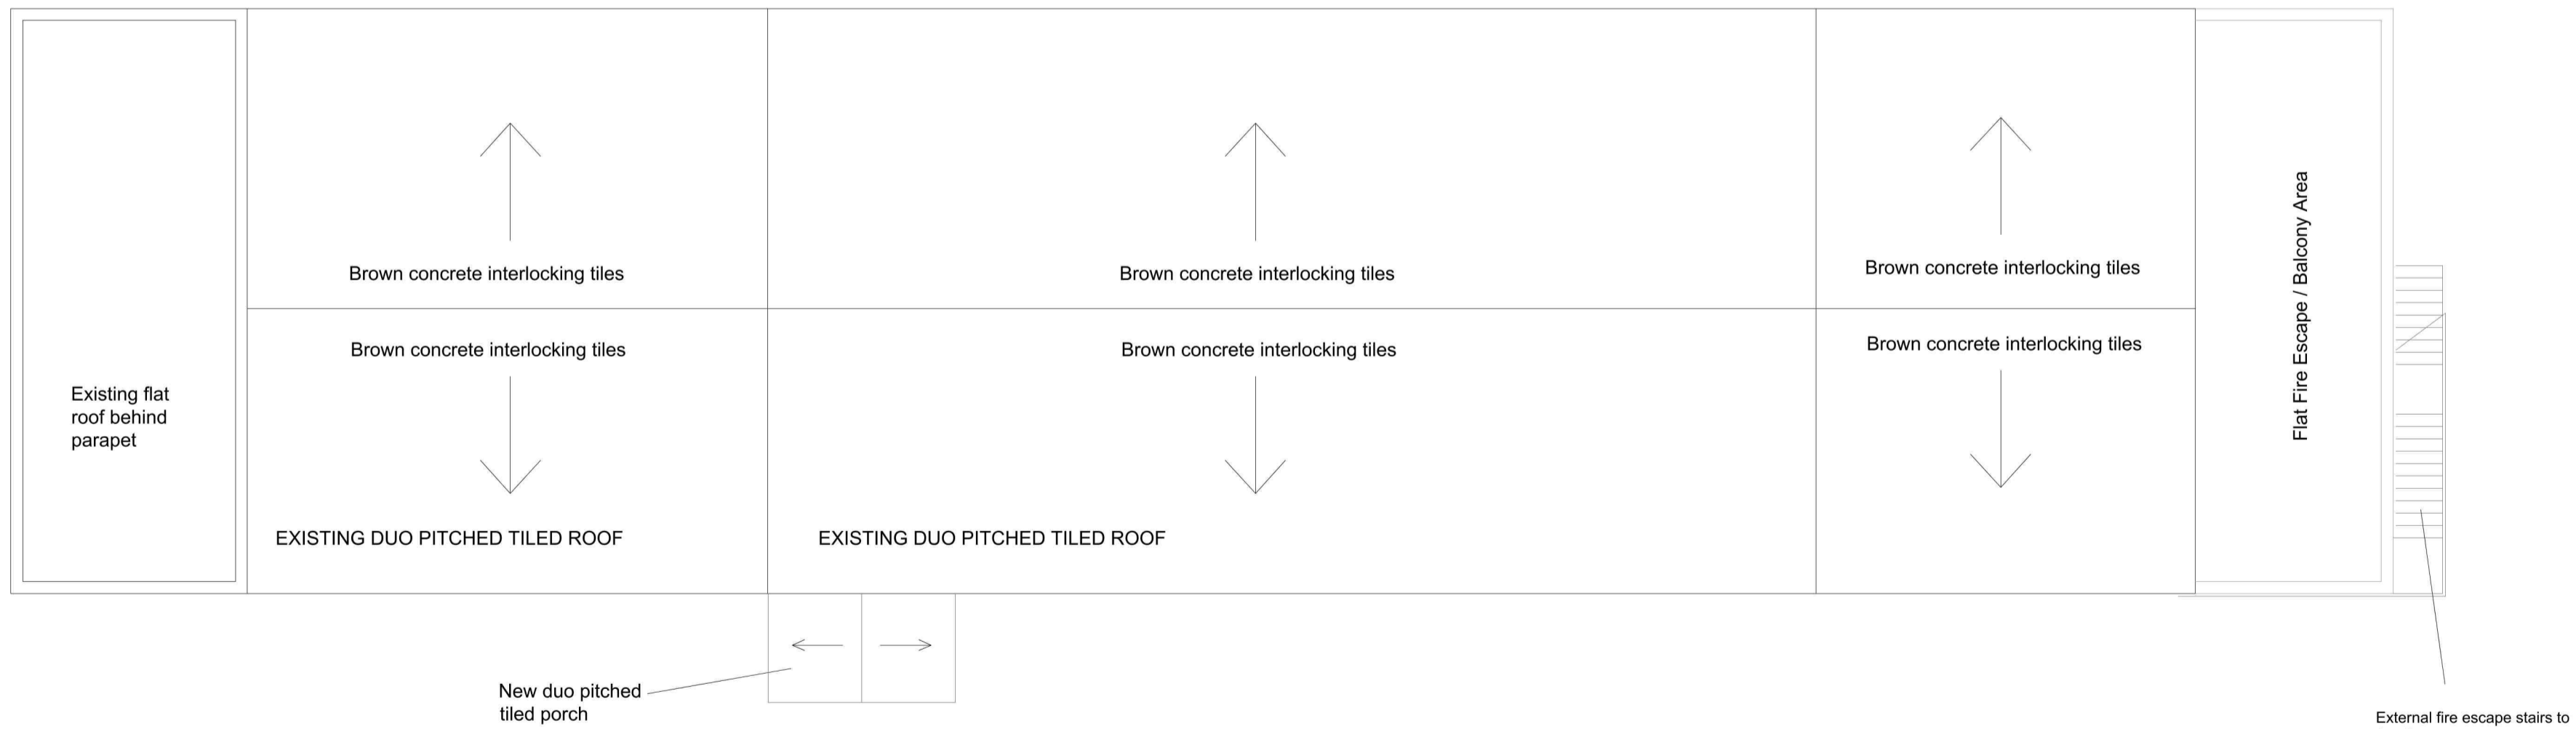 Brown concrete interlocking tiles
Brown concrete interlocking tiles
Brown concrete interlocking tiles
Brown concrete interlocking tiles
Brown concrete interlocking tiles
Brown concrete interlocking tiles
Flat Fire Escape / Balcony Area
Existing flat
roof behind
parapet
EXISTING DUO PITCHED TILED ROOF
EXISTING DUO PITCHED TILED ROOF
New duo pitched
tiled porch
External fire escape stairs to